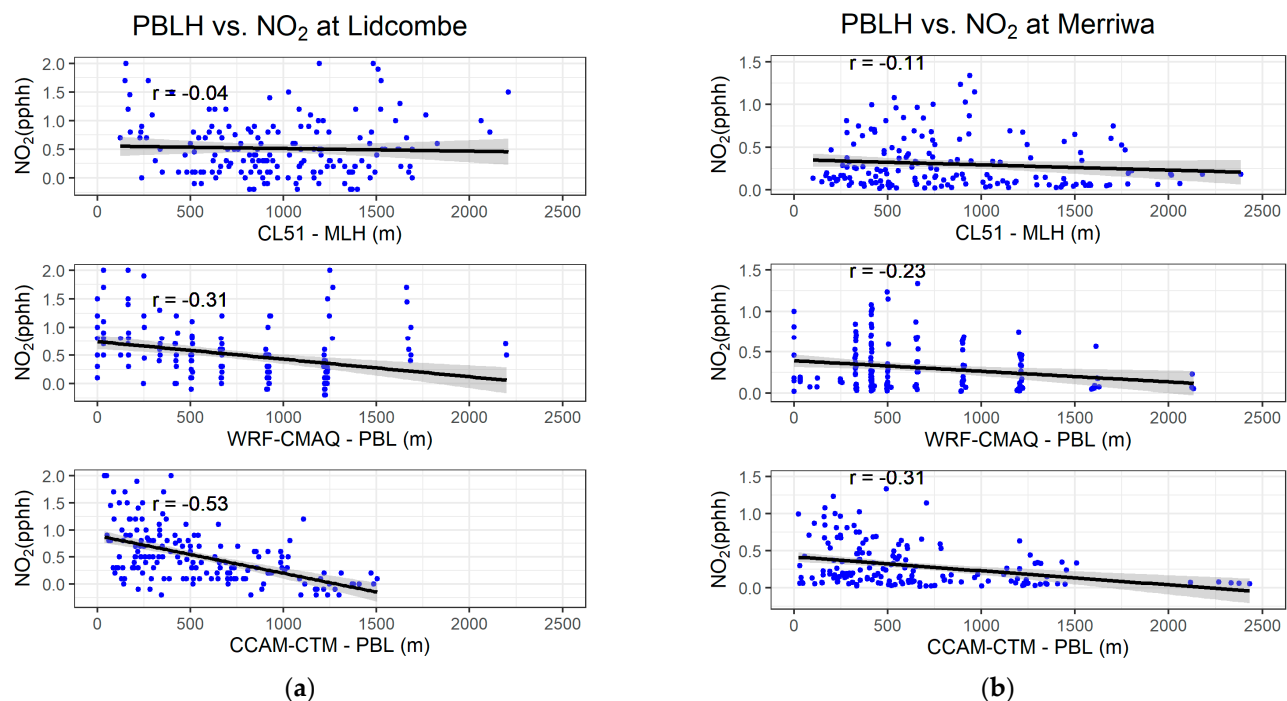 PBLH vs. NO₂ at Lidcombe
NO₂(pphh)
2.0
1.5
1.0
0.5
0.0
r = -0.04
0 500 1000 1500 2000 2500
CL51 - MLH (m)
NO₂(pphh)
2.0
1.5
1.0
0.5
0.0
r = -0.31
0 500 1000 1500 2000 2500
WRF-CMAQ - PBL (m)
NO₂(pphh)
2.0
1.5
1.0
0.5
0.0
r = -0.53
0 500 1000 1500 2000 2500
CCAM-CTM - PBL (m)
(a)
PBLH vs. NO₂ at Merriwa
NO₂(pphh)
1.5
1.0
0.5
0.0
r = -0.11
0 500 1000 1500 2000 2500
CL51 - MLH (m)
NO₂(pphh)
1.5
1.0
0.5
0.0
r = -0.23
0 500 1000 1500 2000 2500
WRF-CMAQ - PBL (m)
NO₂(pphh)
1.5
1.0
0.5
0.0
r = -0.31
0 500 1000 1500 2000 2500
CCAM-CTM - PBL (m)
(b)